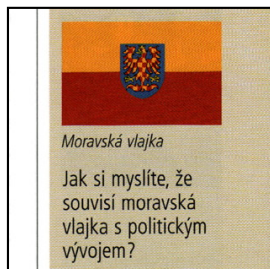 Moravská vlajka
Jak si myslíte, že
souvisí moravská
vlajka s politickým
vývojem?